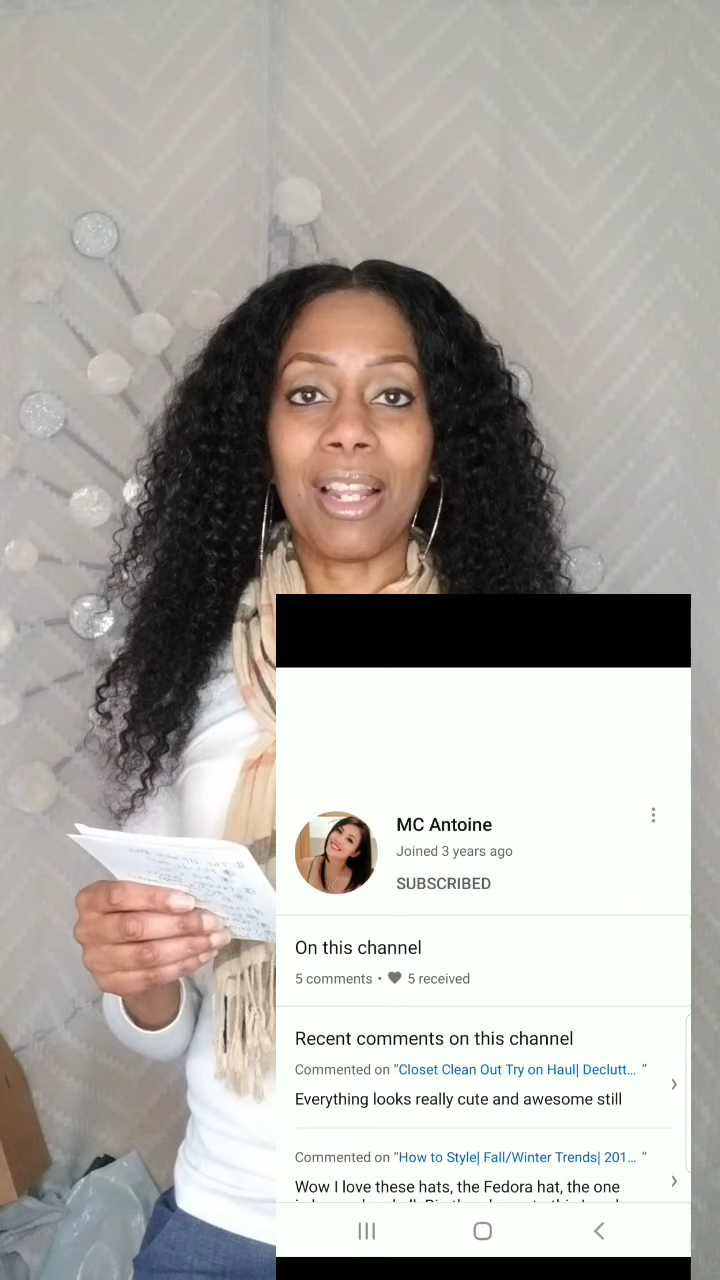 MC Antoine
Joined 3 years ago
SUBSCRIBED
On this channel
5 comments • 5 received
Recent comments on this channel
Commented on “Closet Clean Out Try on Haul| Declutt... ”
Everything looks really cute and awesome still
Commented on “How to Style| Fall/Winter Trends| 201... ”
Wow I love these hats, the Fedora hat, the one